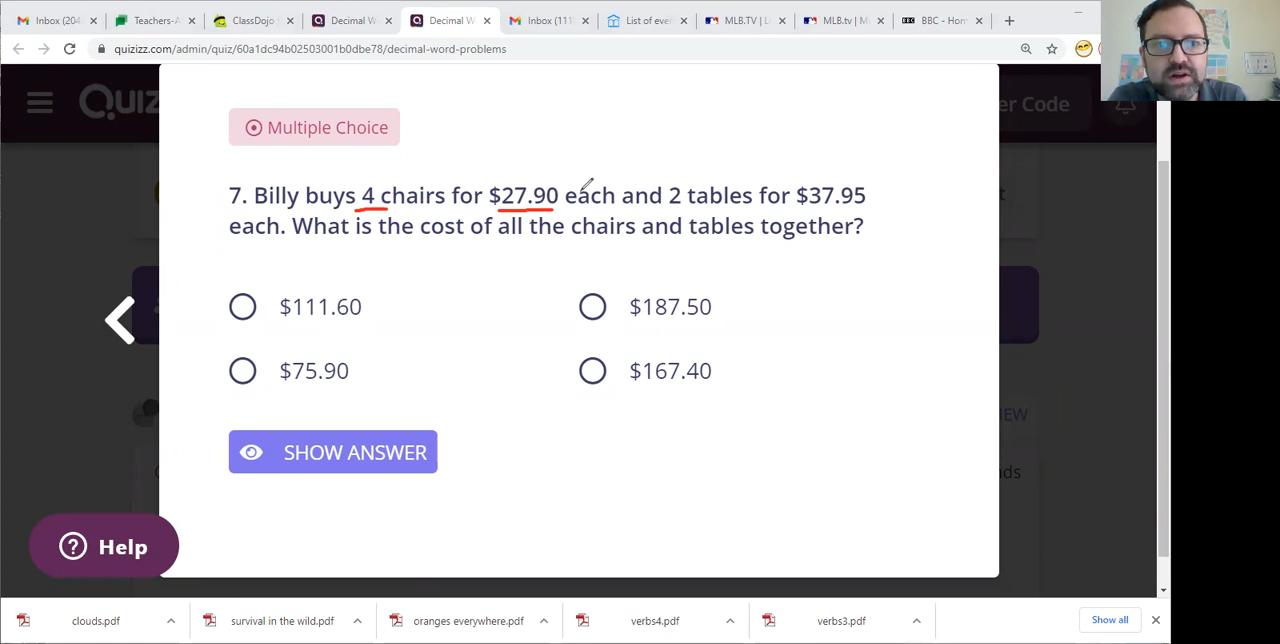 Inbox (204
Teachers-A
ClassDojo f
Decimal W
Decimal W
Inbox (111
List of eve
MLB.TV | L
MLB.tv | M
BBC - Hom
quizizz.com/admin/quiz/60a1dc94b02503001b0dbe78/decimal-word-problems
Quizz
er Code
Multiple Choice
7. Billy buys 4 chairs for $27.90 each and 2 tables for $37.95
each. What is the cost of all the chairs and tables together?
$111.60
$187.50
$75.90
$167.40
SHOW ANSWER
Help
clouds.pdf
survival in the wild.pdf
oranges everywhere.pdf
verbs4.pdf
verbs3.pdf
Show all